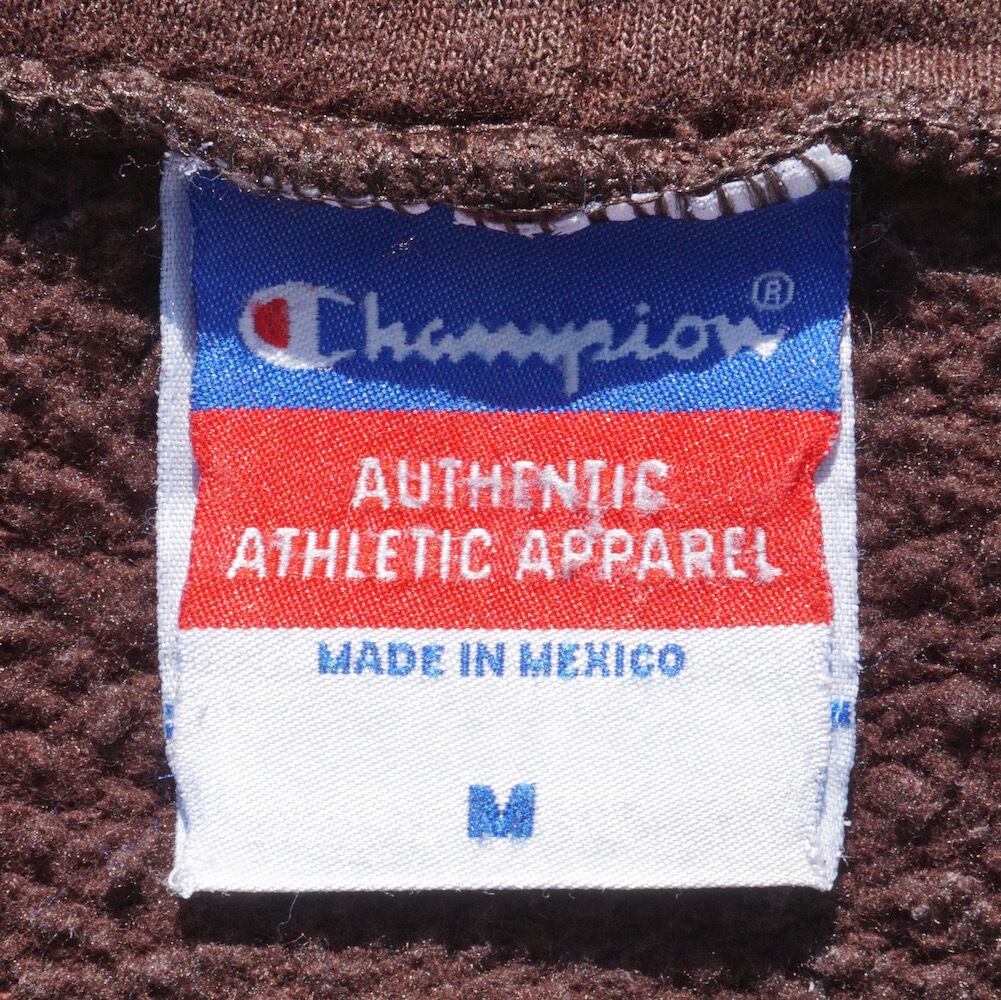 Champion®
AUTHENTIC
ATHLETIC APPAREL
MADE IN MEXICO
M